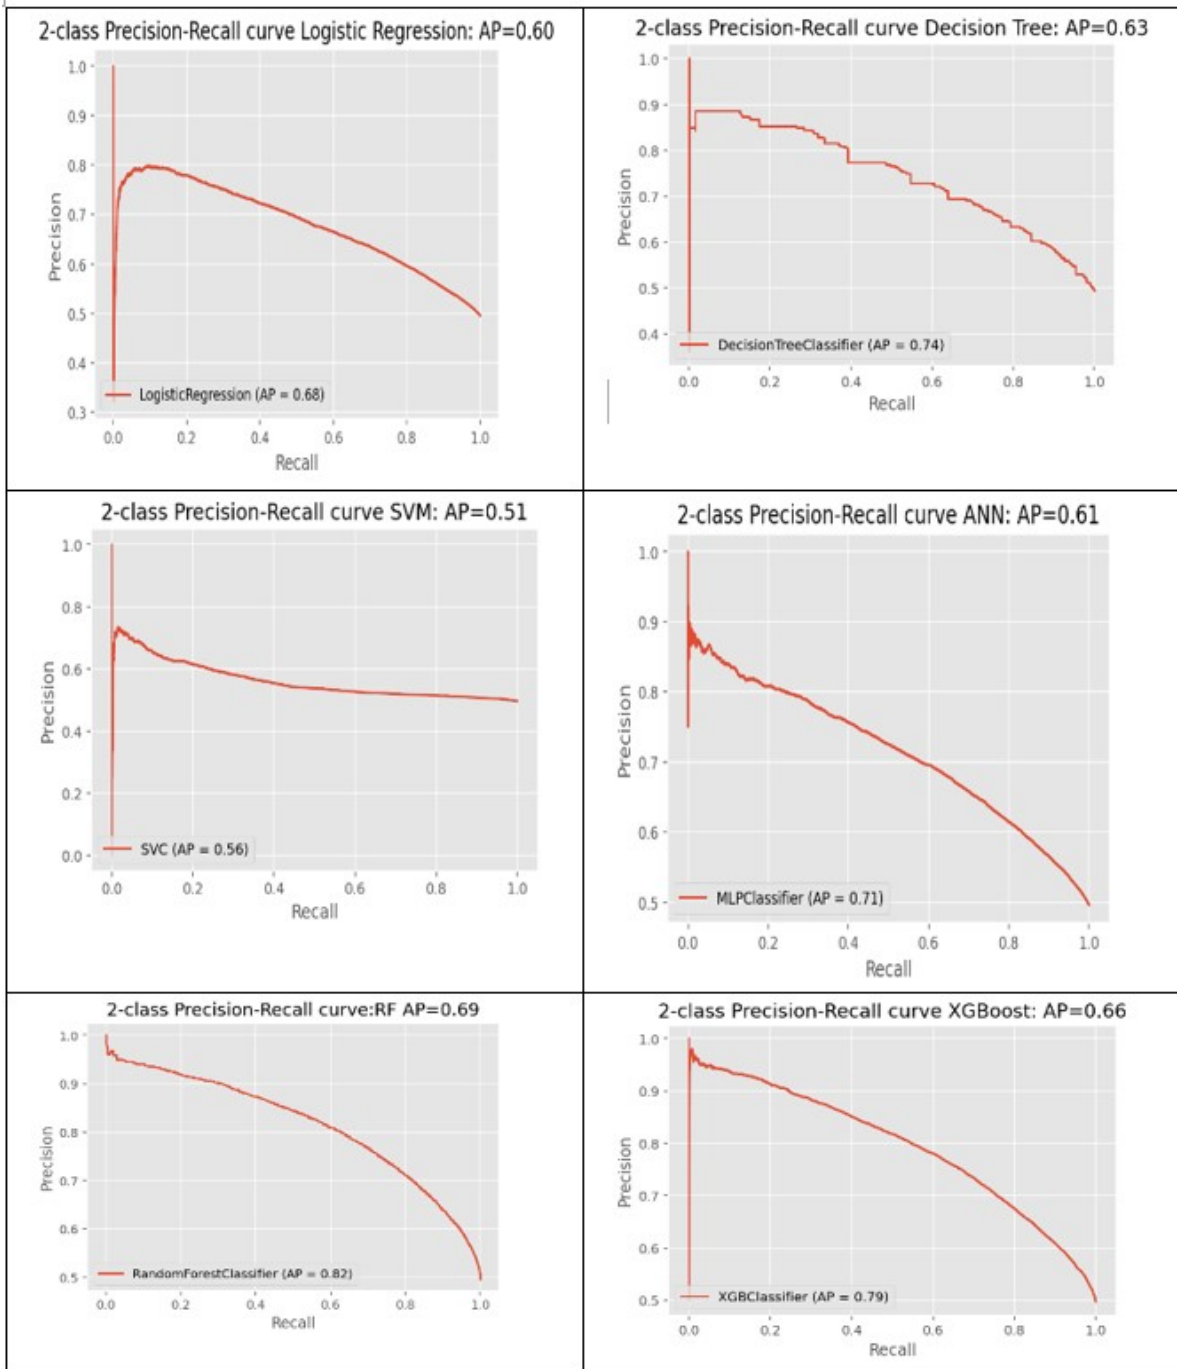 2-class Precision-Recall curve Logistic Regression: AP=0.60
1.0
0.9
0.8
0.7
0.6
0.5
0.4
0.3
Precision
LogisticRegression (AP = 0.68)
0.0 0.2 0.4 0.6 0.8 1.0
Recall
2-class Precision-Recall curve Decision Tree: AP=0.63
1.0
0.9
0.8
0.7
0.6
0.5
0.4
Precision
DecisionTreeClassifier (AP = 0.74)
0.0 0.2 0.4 0.6 0.8 1.0
Recall
2-class Precision-Recall curve SVM: AP=0.51
1.0
0.8
0.6
0.4
0.2
0.0
Precision
SVC (AP = 0.56)
0.0 0.2 0.4 0.6 0.8 1.0
Recall
2-class Precision-Recall curve ANN: AP=0.61
1.0
0.9
0.8
0.7
0.6
0.5
Precision
MLPClassifier (AP = 0.71)
0.0 0.2 0.4 0.6 0.8 1.0
Recall
2-class Precision-Recall curve:RF AP=0.69
1.0
0.9
0.8
0.7
0.6
0.5
Precision
RandomForestClassifier (AP = 0.82)
0.0 0.2 0.4 0.6 0.8 1.0
Recall
2-class Precision-Recall curve XGBoost: AP=0.66
1.0
0.9
0.8
0.7
0.6
0.5
Precision
XGBClassifier (AP = 0.79)
0.0 0.2 0.4 0.6 0.8 1.0
Recall